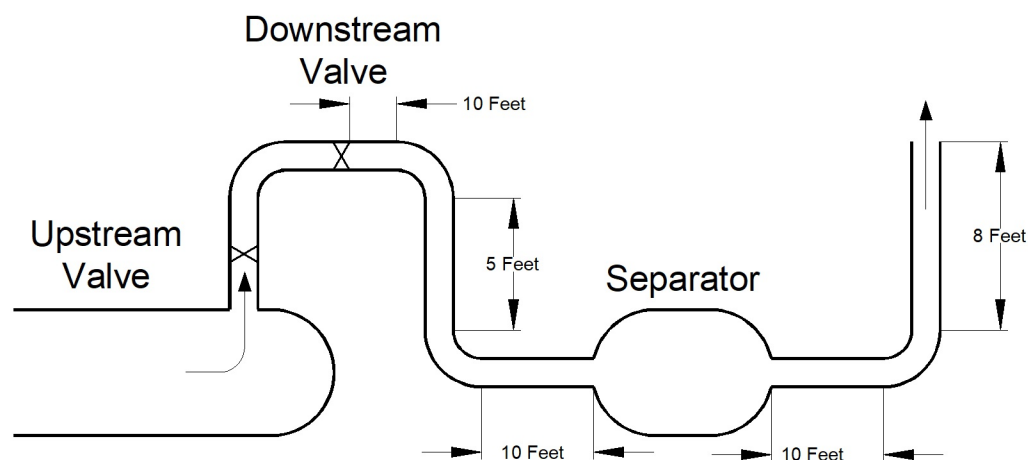 Downstream
Valve
10 Feet
Upstream
Valve
5 Feet
Separator
8 Feet
10 Feet
10 Feet